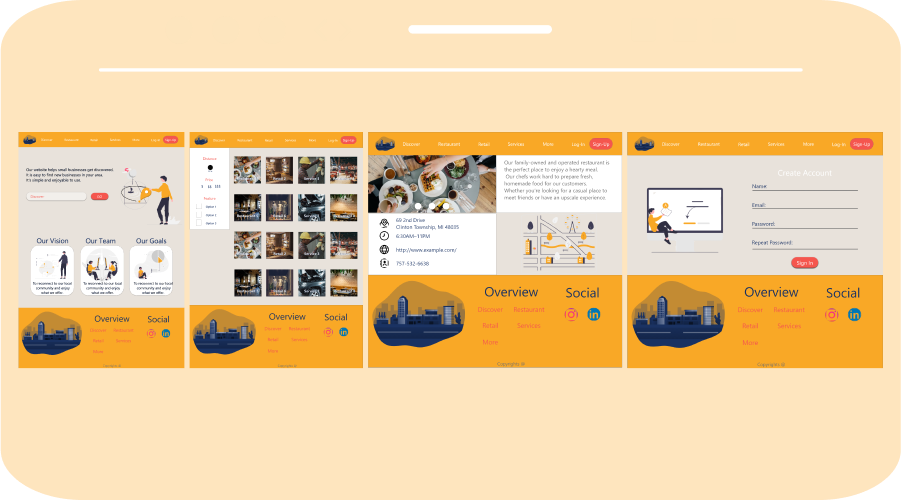 Discover Restaurant Retail Services More Log-In Sign-Up
Our website helps small businesses get disconnect.
It is easy to find new businesses in your area.
It's simple and enjoyable to use.
Discover
GO
Our Vision Our Team Our Goals
To reconnect to our local
community and enjoy
what we offer.
To reconnect to our local
community and enjoy
what we offer.
To reconnect to our local
community and enjoy
what we offer.
Overview
Discover Restaurant
Retail Services
More
Social
Copyrights @
Discover Restaurant Retail Services More Log-In Sign-Up
Distance
Price
$ $$ $$$
Option 1
Option 2
Option 3
Restaurant 1 Retail 2 Service 3
Overview
Discover Restaurant
Retail Services
More
Social
Copyrights @
Discover Restaurant Retail Services More Log-In Sign-Up
Our family-owned and operated restaurant is
the perfect place to enjoy a hearty meal.
Our chefs work hard to prepare fresh,
homemade food for our customers.
Whether you're looking for a casual place to
meet friends or have an upscale experience.
69 2nd Drive
Clinton Township, MI 48035
6:30AM–11PM
http://www.example.com/
757-532-6638
Overview
Discover Restaurant
Retail Services
More
Social
Copyrights @
Discover Restaurant Retail Services More Log-In Sign-Up
Create Account
Name:
Email:
Password:
Repeat Password:
Sign In
Overview
Discover Restaurant
Retail Services
More
Social
Copyrights @